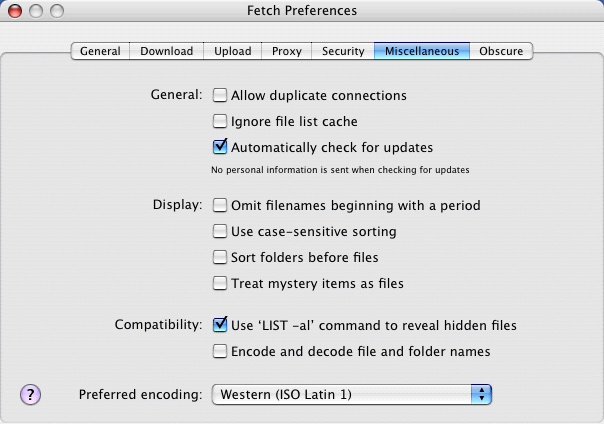 Fetch Preferences
General Download Upload Proxy Security Miscellaneous Obscure
General: Allow duplicate connections
Ignore file list cache
Automatically check for updates
No personal information is sent when checking for updates
Display: Omit filenames beginning with a period
Use case-sensitive sorting
Sort folders before files
Treat mystery items as files
Compatibility: Use ‘LIST -al’ command to reveal hidden files
Encode and decode file and folder names
? Preferred encoding: Western (ISO Latin 1)